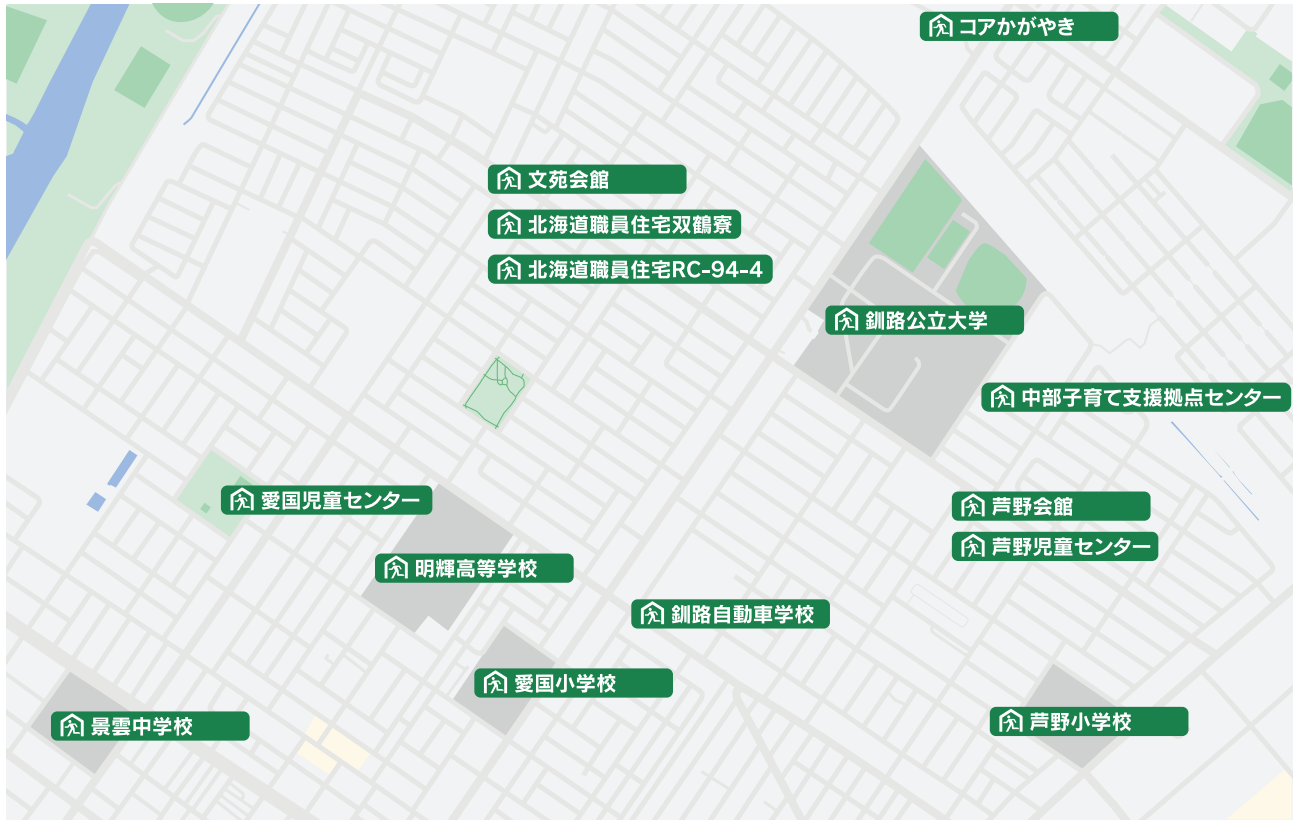 コアかがやき
文苑会館
北海道職員住宅双鶴寮
北海道職員住宅RC-94-4
釧路公立大学
中部子育て支援拠点センター
愛国児童センター
芦野会館
芦野児童センター
明輝高等学校
釧路自動車学校
愛国小学校
景雲中学校
芦野小学校